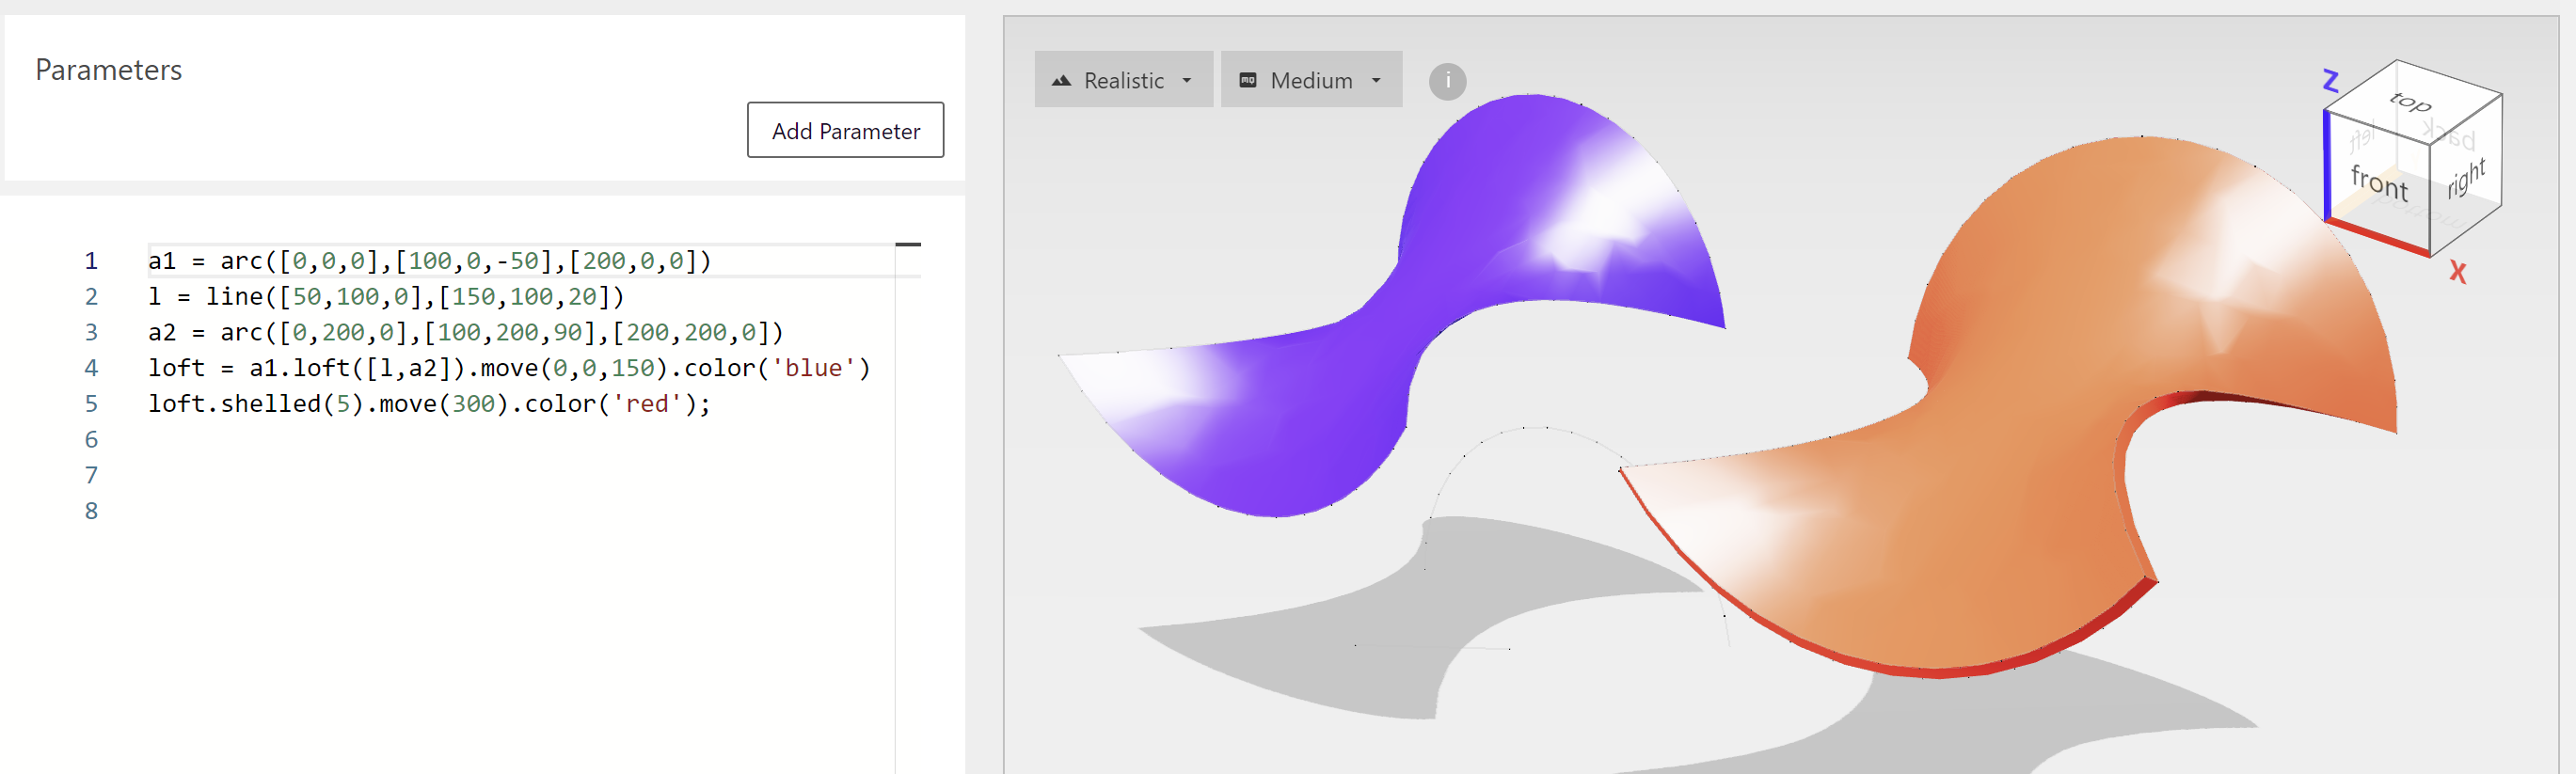 Parameters
Add Parameter
1 a1 = arc([0,0,0],[100,0,-50],[200,0,0])
2 l = line([50,100,0],[150,100,20])
3 a2 = arc([0,200,0],[100,200,90],[200,200,0])
4 loft = a1.loft([l,a2]).move(0,0,150).color('blue')
5 loft.shelled(5).move(300).color('red');
6
7
8
Realistic
MQ Medium
i
Z
top
left
back
front
right
bottom
X